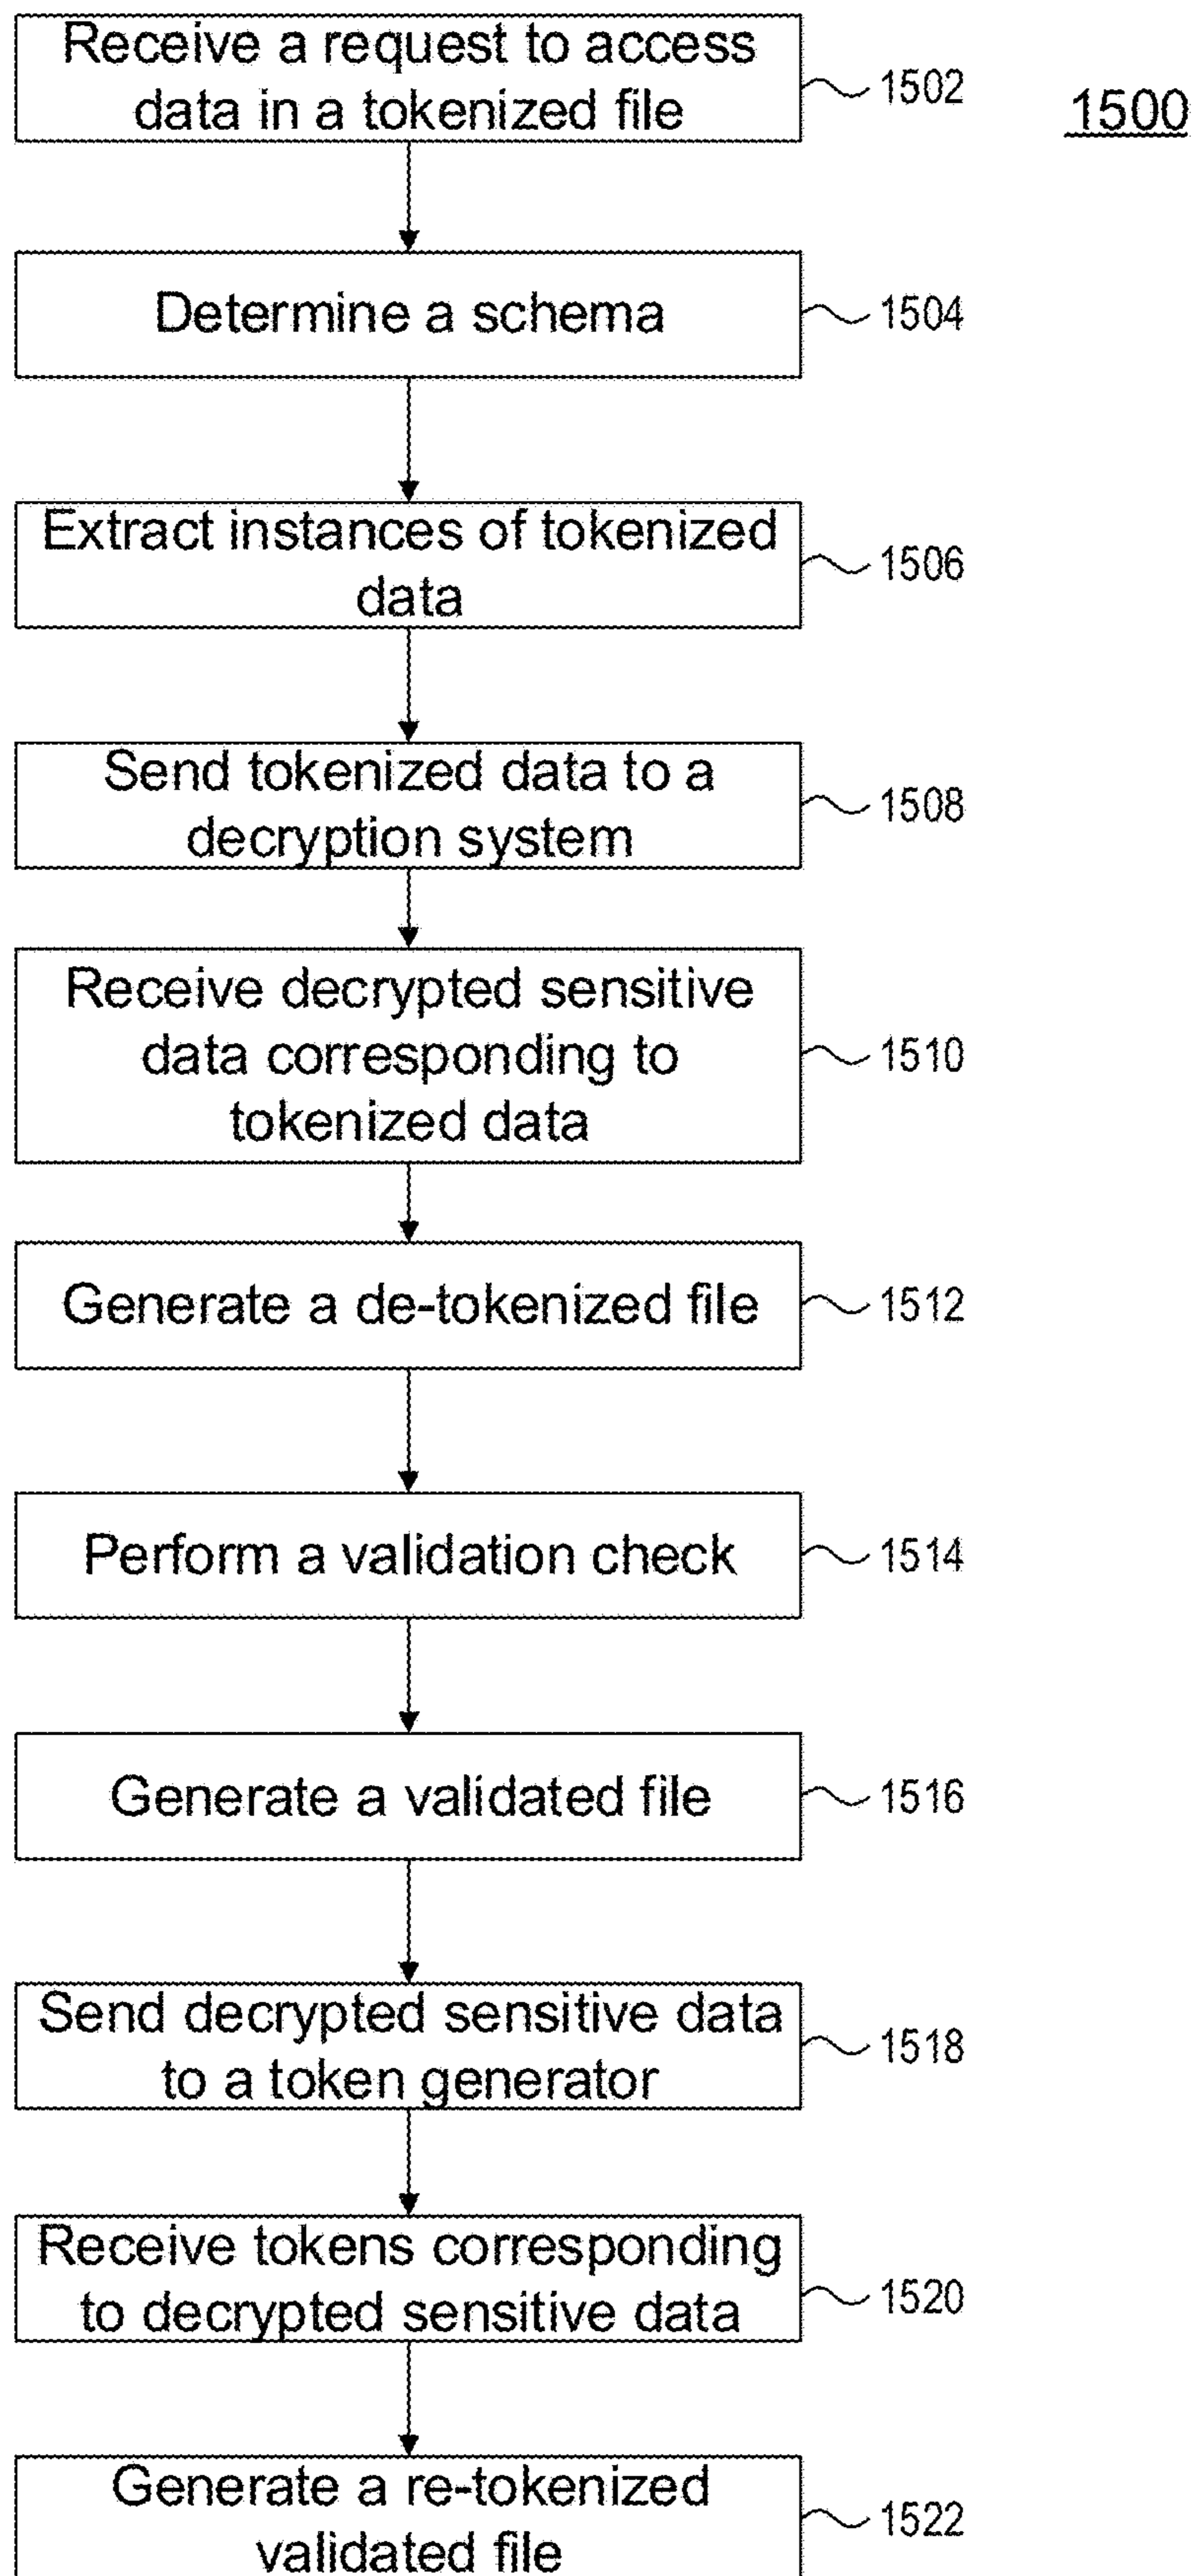 Receive a request to access
data in a tokenized file
1502
1500
Determine a schema
1504
Extract instances of tokenized
data
1506
Send tokenized data to a
decryption system
1508
Receive decrypted sensitive
data corresponding to
tokenized data
1510
Generate a de-tokenized file
1512
Perform a validation check
1514
Generate a validated file
1516
Send decrypted sensitive data
to a token generator
1518
Receive tokens corresponding
to decrypted sensitive data
1520
Generate a re-tokenized
validated file
1522